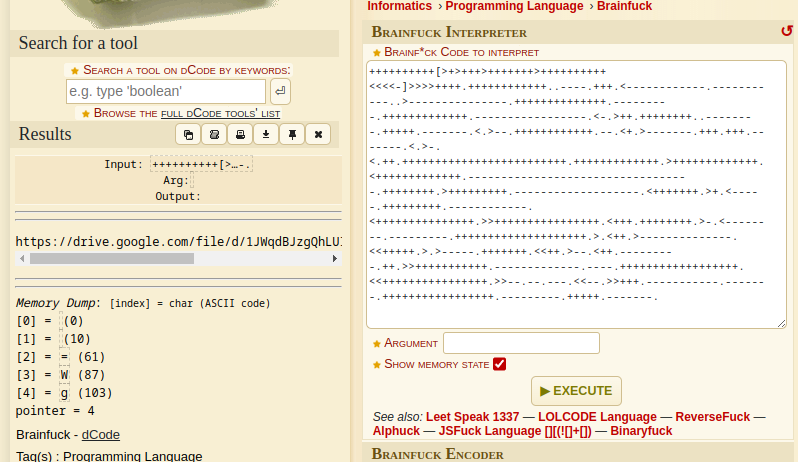 Informatics › Programming Language › Brainfuck
Search for a tool
★ Search a tool on dCode by keywords:
e.g. type 'boolean'
★ Browse the full dCode tools' list
Results
Input: ++++++++++[>…-.
Arg:
Output:
https://drive.google.com/file/d/1JWqdBJzgQhLU
Memory Dump: [index] = char (ASCII code)
[0] = (0)
[1] = (10)
[2] = = (61)
[3] = W (87)
[4] = g (103)
pointer = 4
Brainfuck - dCode
Tag(s) : Programming Language
Brainfuck Interpreter
★ Brainf*ck Code to interpret
++++++++++[>+>+++>+++++++>++++++++++
<<<<-]>>>>++++.++++++++++++..----.+++.<------------.--------
---..>---------------.++++++++++++++.--------
-.+++++++++++++.-----------------.<-.>++.++++++++..-------
-.+++++.-------.<.>--.++++++++++++.--.<+.>-------.+++.+++.--
-----.<.>-.
<.++.+++++++++++++++++++++++++.+++++++++++++.>+++++++++++++.
<+++++++++++++.---------------------------------
-.++++++++.>+++++++++.-------------------.<+++++++.>+.<----
-.+++++++++.------------.
★ Argument
★ Show memory state
▶ EXECUTE
See also: Leet Speak 1337 — LOLCODE Language — ReverseFuck —
Alphuck — JSFuck Language [][(![]+[]) — Binaryfuck
Brainfuck Encoder